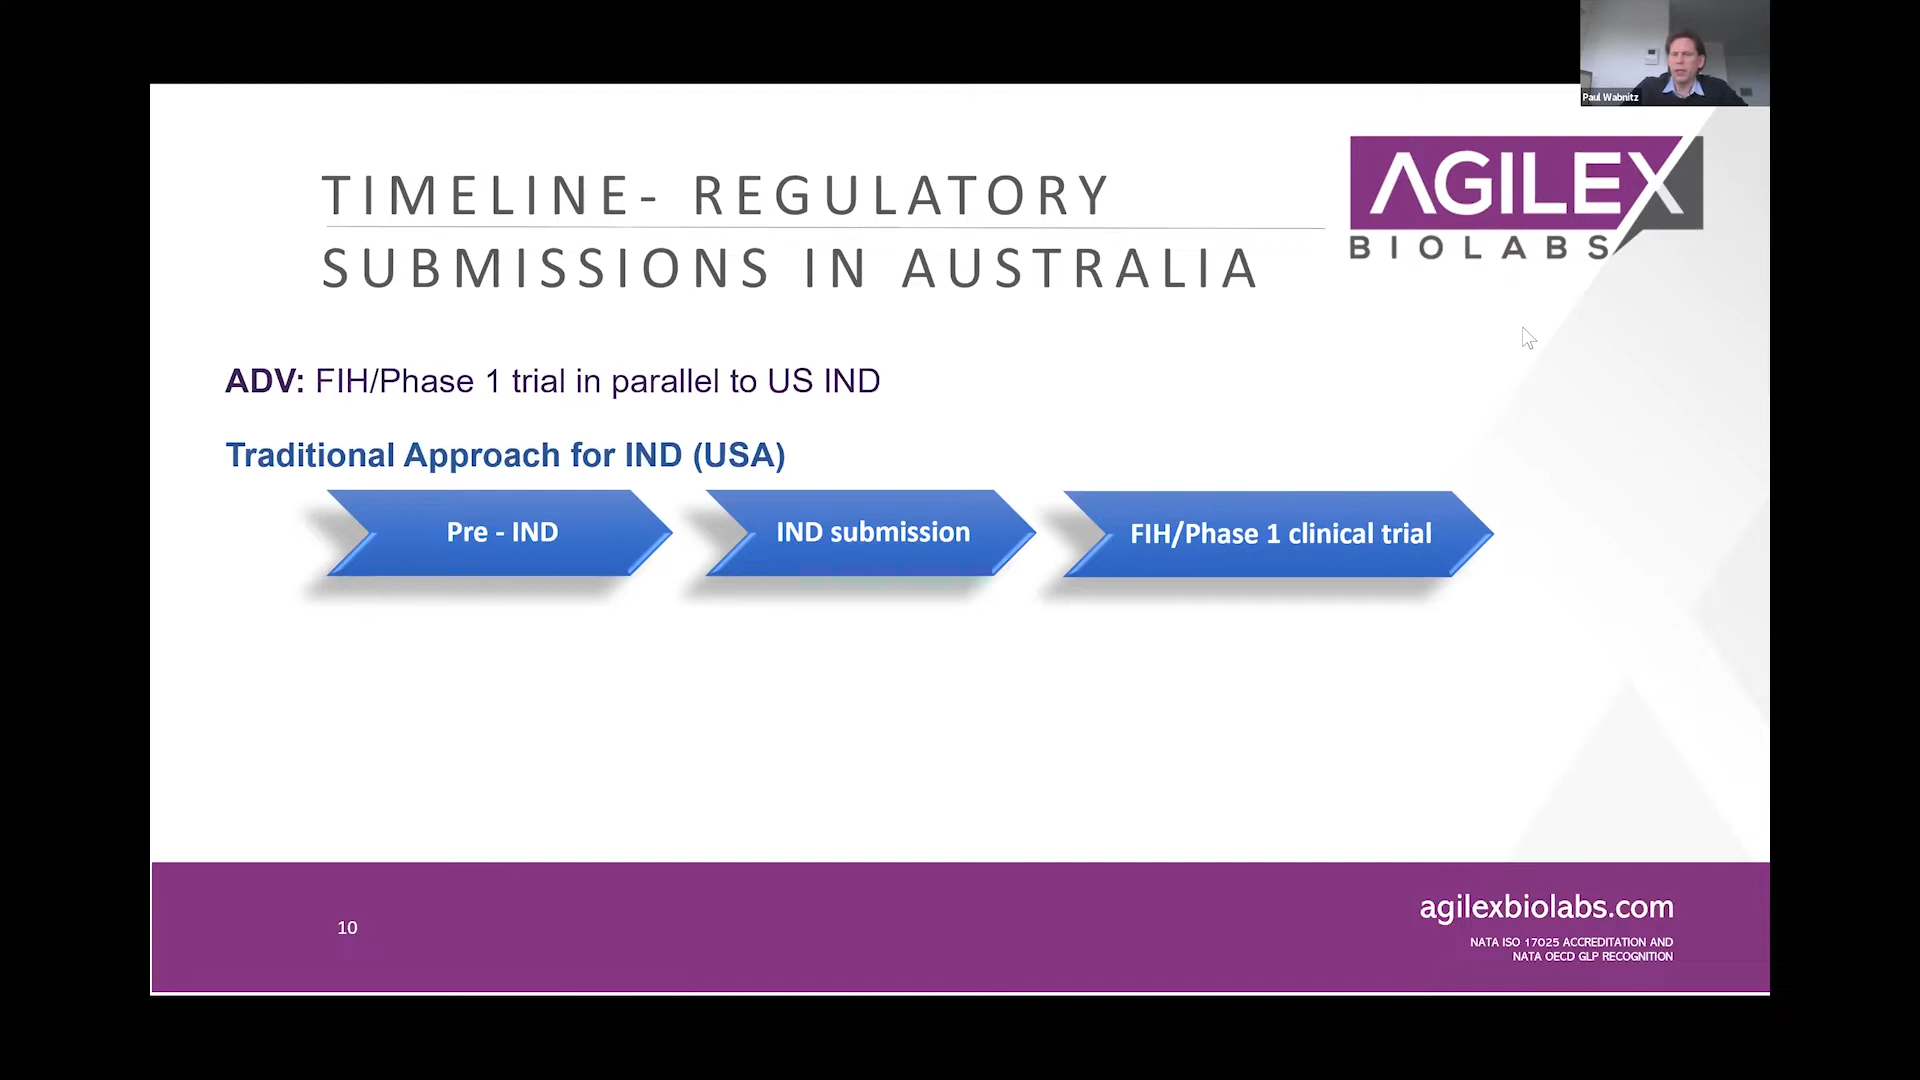 Paul Wabnitz
TIMELINE- REGULATORY
SUBMISSIONS IN AUSTRALIA
AGILEX
BIOLABS
ADV: FIH/Phase 1 trial in parallel to US IND
Traditional Approach for IND (USA)
Pre - IND
IND submission
FIH/Phase 1 clinical trial
10
agilexbiolabs.com
NATA ISO 17025 ACCREDITATION AND
NATA OECD GLP RECOGNITION